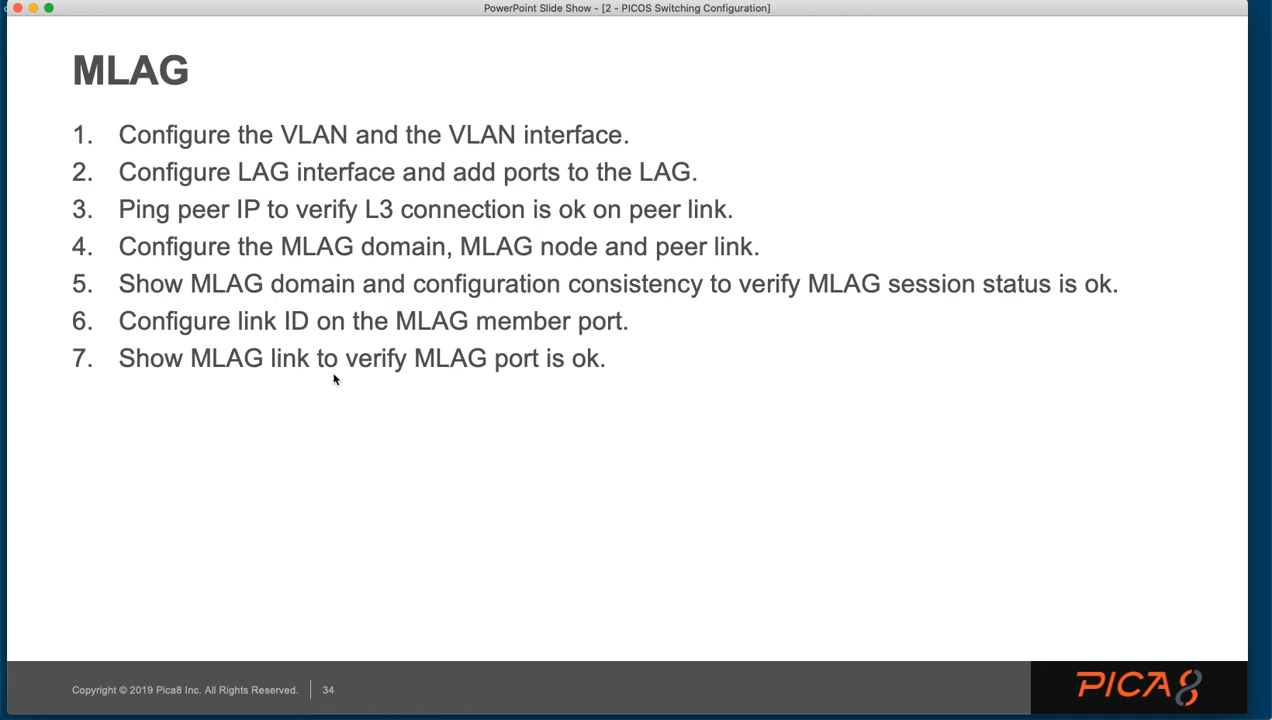 PowerPoint Slide Show - [2 - PICOS Switching Configuration]
MLAG
1. Configure the VLAN and the VLAN interface.
2. Configure LAG interface and add ports to the LAG.
3. Ping peer IP to verify L3 connection is ok on peer link.
4. Configure the MLAG domain, MLAG node and peer link.
5. Show MLAG domain and configuration consistency to verify MLAG session status is ok.
6. Configure link ID on the MLAG member port.
7. Show MLAG link to verify MLAG port is ok.
Copyright © 2019 Pica8 Inc. All Rights Reserved. 34
PICA8